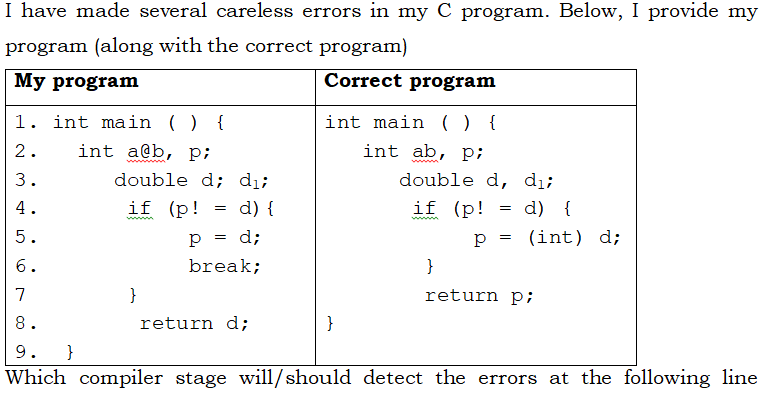 I have made several careless errors in my C program. Below, I provide my
program (along with the correct program)
My program
Correct program
1. int main ( ) {
2. int a@b, p;
3. double d; d₁;
4. if (p! = d){
5. p = d;
6. break;
7 }
8. return d;
9. }
int main ( ) {
int ab, p;
double d, d₁;
if (p! = d) {
p = (int) d;
}
return p;
}
Which compiler stage will/should detect the errors at the following line